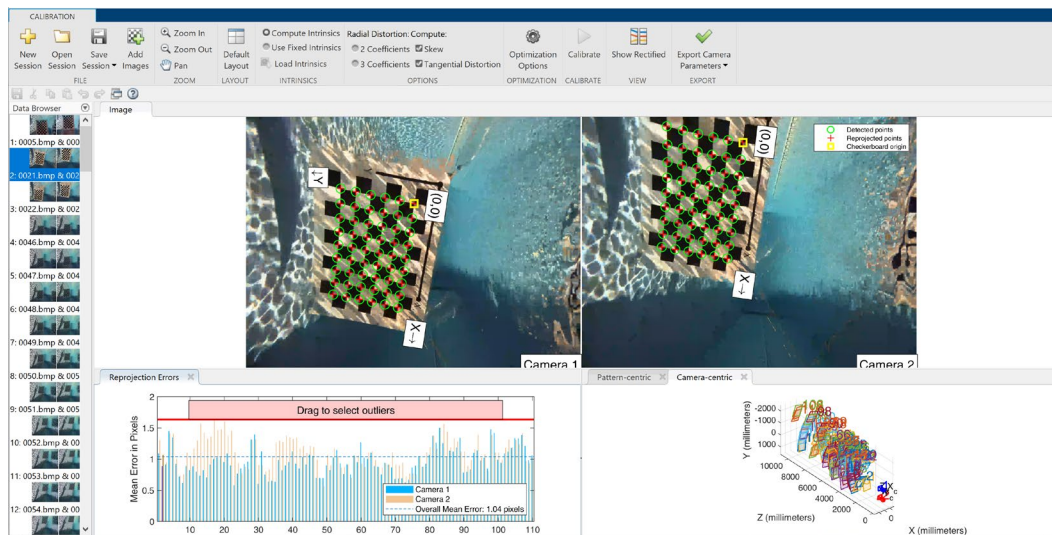 CALIBRATION
Zoom In
Zoom Out
Pan
Compute Intrinsics
Use Fixed Intrinsics
Load Intrinsics
Radial Distortion: Compute:
2 Coefficients Skew
3 Coefficients Tangential Distortion
New Session
Open Session
Save Session
Add Images
Default Layout
Optimization Options
Calibrate
Show Rectified
Export Camera Parameters
FILE ZOOM LAYOUT INTRINSICS OPTIONS OPTIMIZATION CALIBRATE VIEW EXPORT
Data Browser
Image
1: 0005.bmp & 000
2: 0021.bmp & 002
3: 0022.bmp & 002
4: 0046.bmp & 004
5: 0047.bmp & 004
6: 0048.bmp & 004
7: 0049.bmp & 004
8: 0050.bmp & 005
9: 0051.bmp & 005
10: 0052.bmp & 00
11: 0053.bmp & 00
12: 0054.bmp & 00
Y→
(0,0)
X→
Camera 1
(0,0)
X→
Camera 2
Detected points
Reprojected points
Checkerboard origin
Reprojection Errors
Drag to select outliers
Mean Error in Pixels
2
1.5
1
0.5
0
10 20 30 40 50 60 70 80 90 100 110
Camera 1
Camera 2
Overall Mean Error: 1.04 pixels
Pattern-centric
Camera-centric
Y (millimeters)
-2000
-1000
0
1000
10000
8000
6000
4000
2000
0
Z (millimeters)
0
X (millimeters)